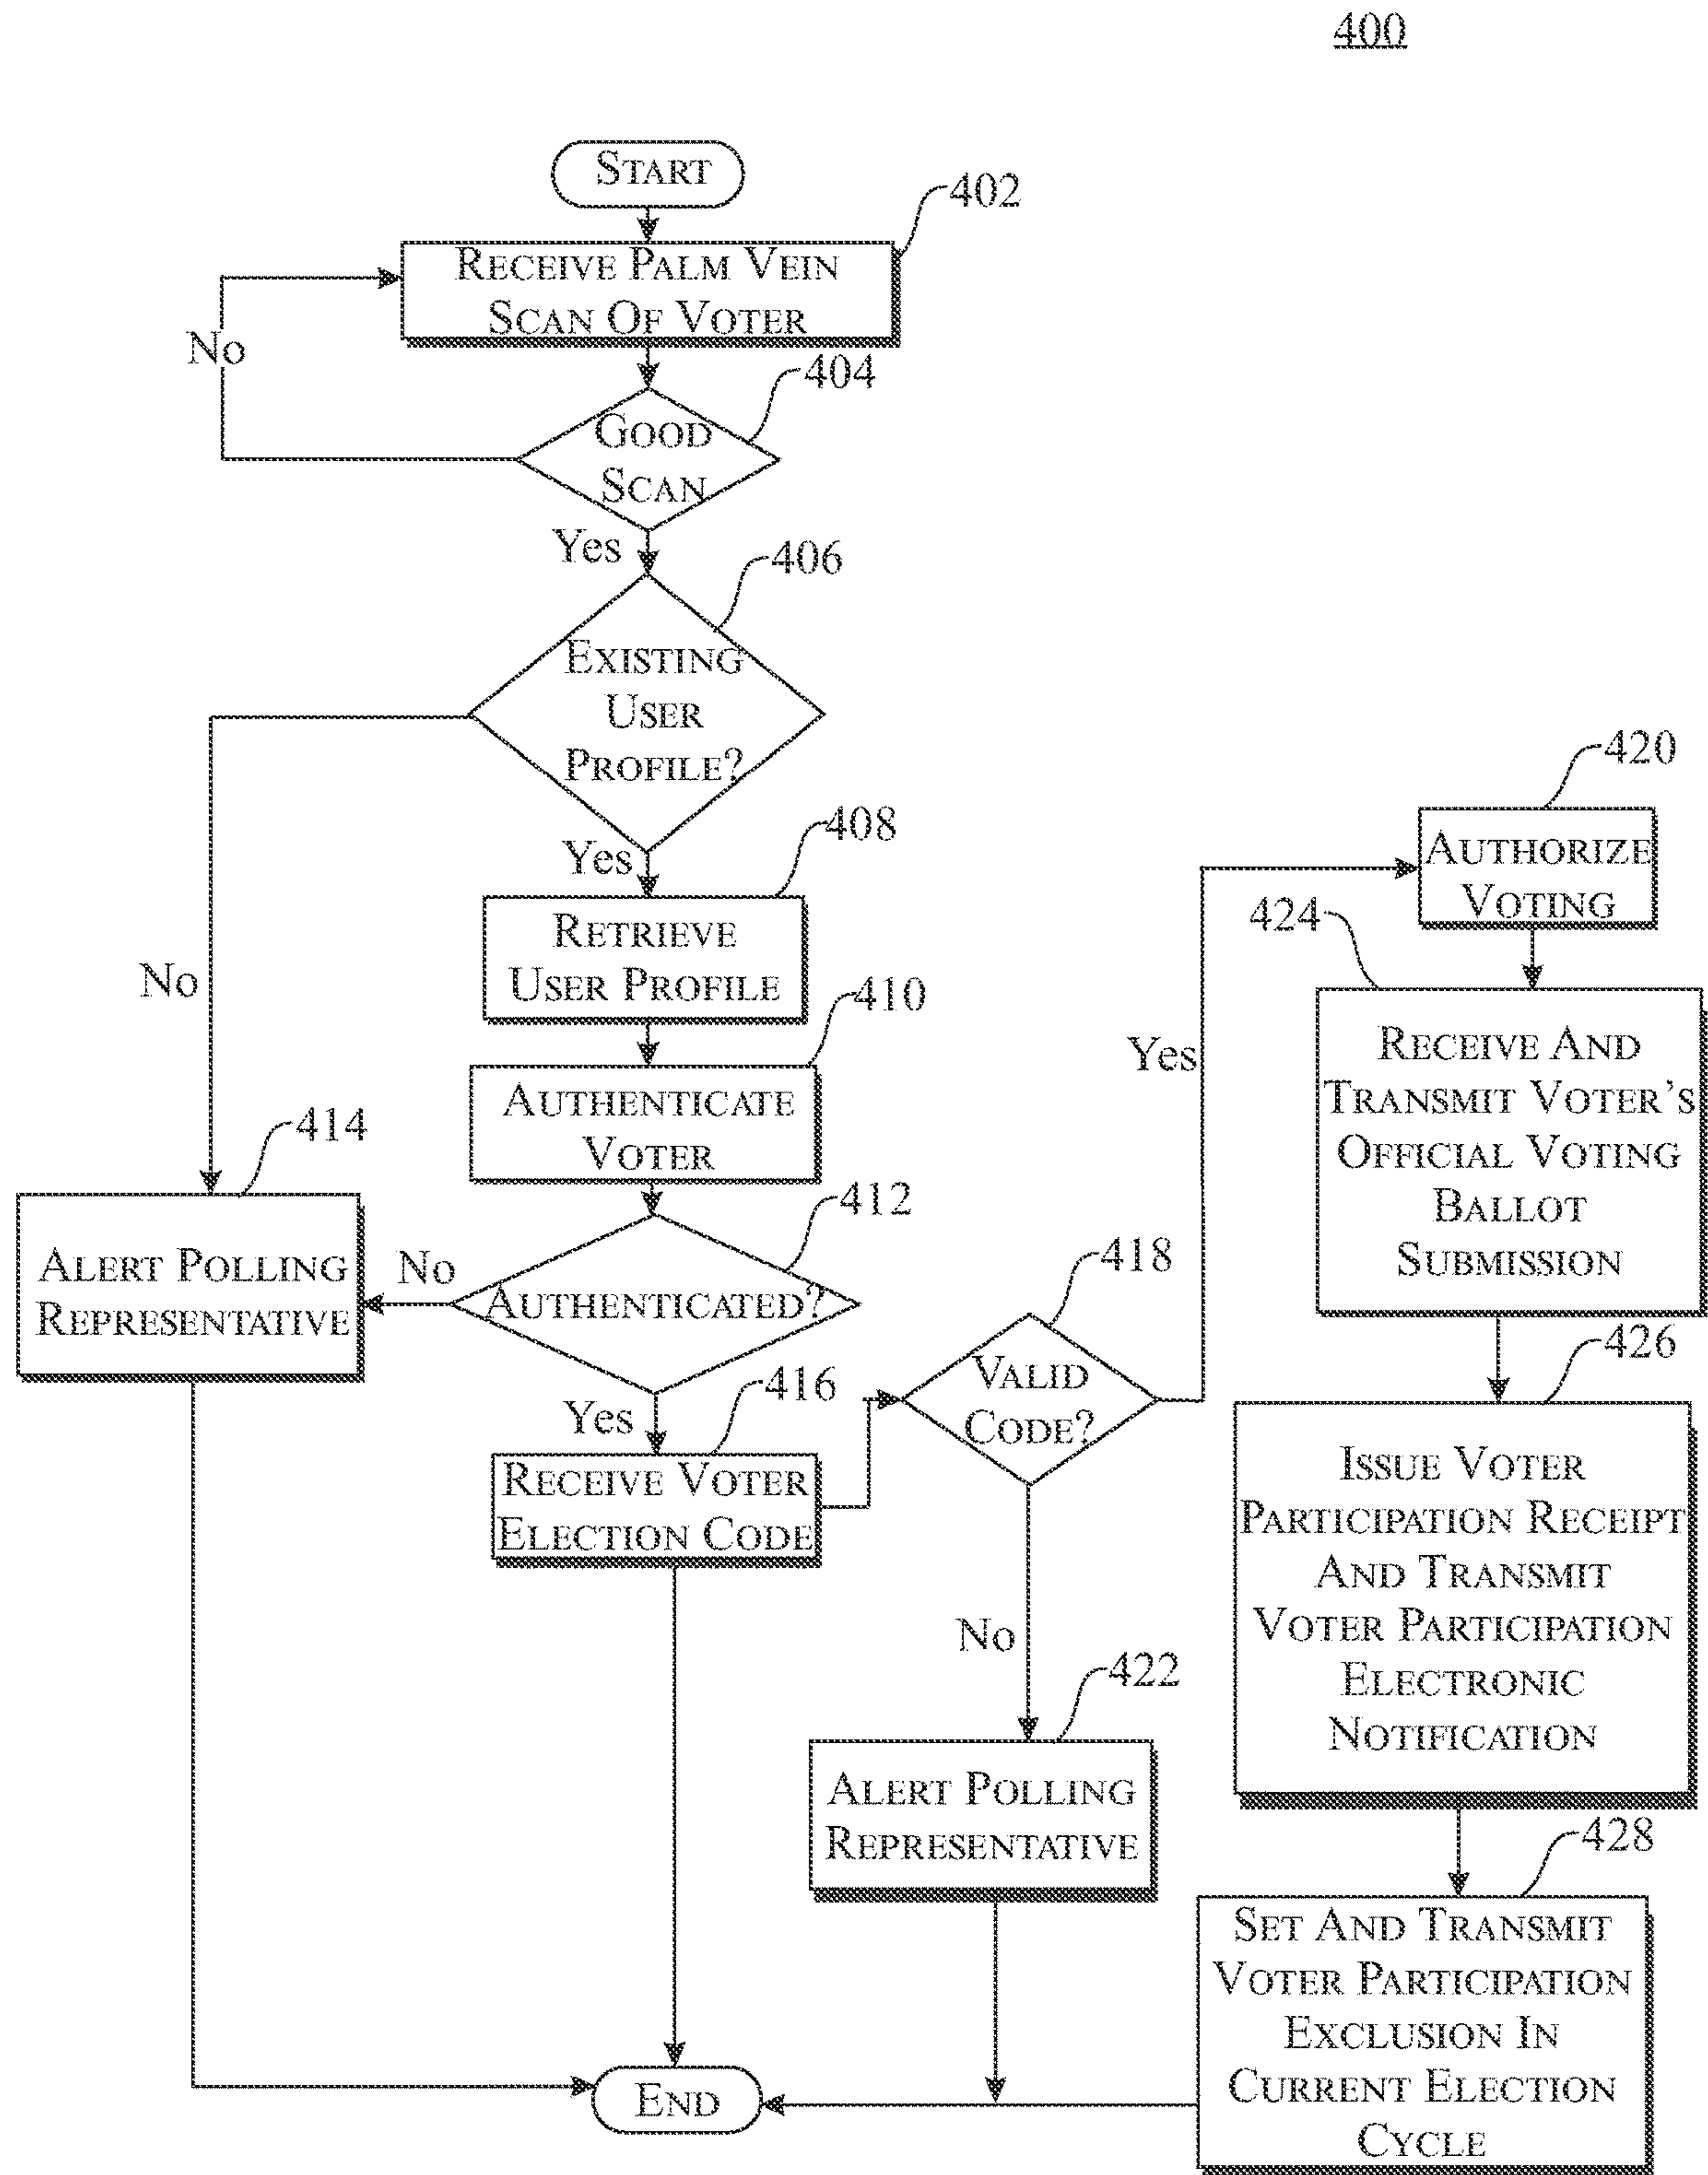 400
START
402
RECEIVE PALM VEIN
SCAN OF VOTER
No
404
GOOD
SCAN
Yes
406
EXISTING
USER
PROFILE?
No
Yes
408
RETRIEVE
USER PROFILE
410
AUTHENTICATE
VOTER
412
AUTHENTICATED?
No
414
ALERT POLLING
REPRESENTATIVE
Yes
416
RECEIVE VOTER
ELECTION CODE
418
VALID
CODE?
Yes
No
422
ALERT POLLING
REPRESENTATIVE
420
AUTHORIZE
VOTING
424
RECEIVE AND
TRANSMIT VOTER'S
OFFICIAL VOTING
BALLOT
SUBMISSION
426
ISSUE VOTER
PARTICIPATION RECEIPT
AND TRANSMIT
VOTER PARTICIPATION
ELECTRONIC
NOTIFICATION
428
SET AND TRANSMIT
VOTER PARTICIPATION
EXCLUSION IN
CURRENT ELECTION
CYCLE
END